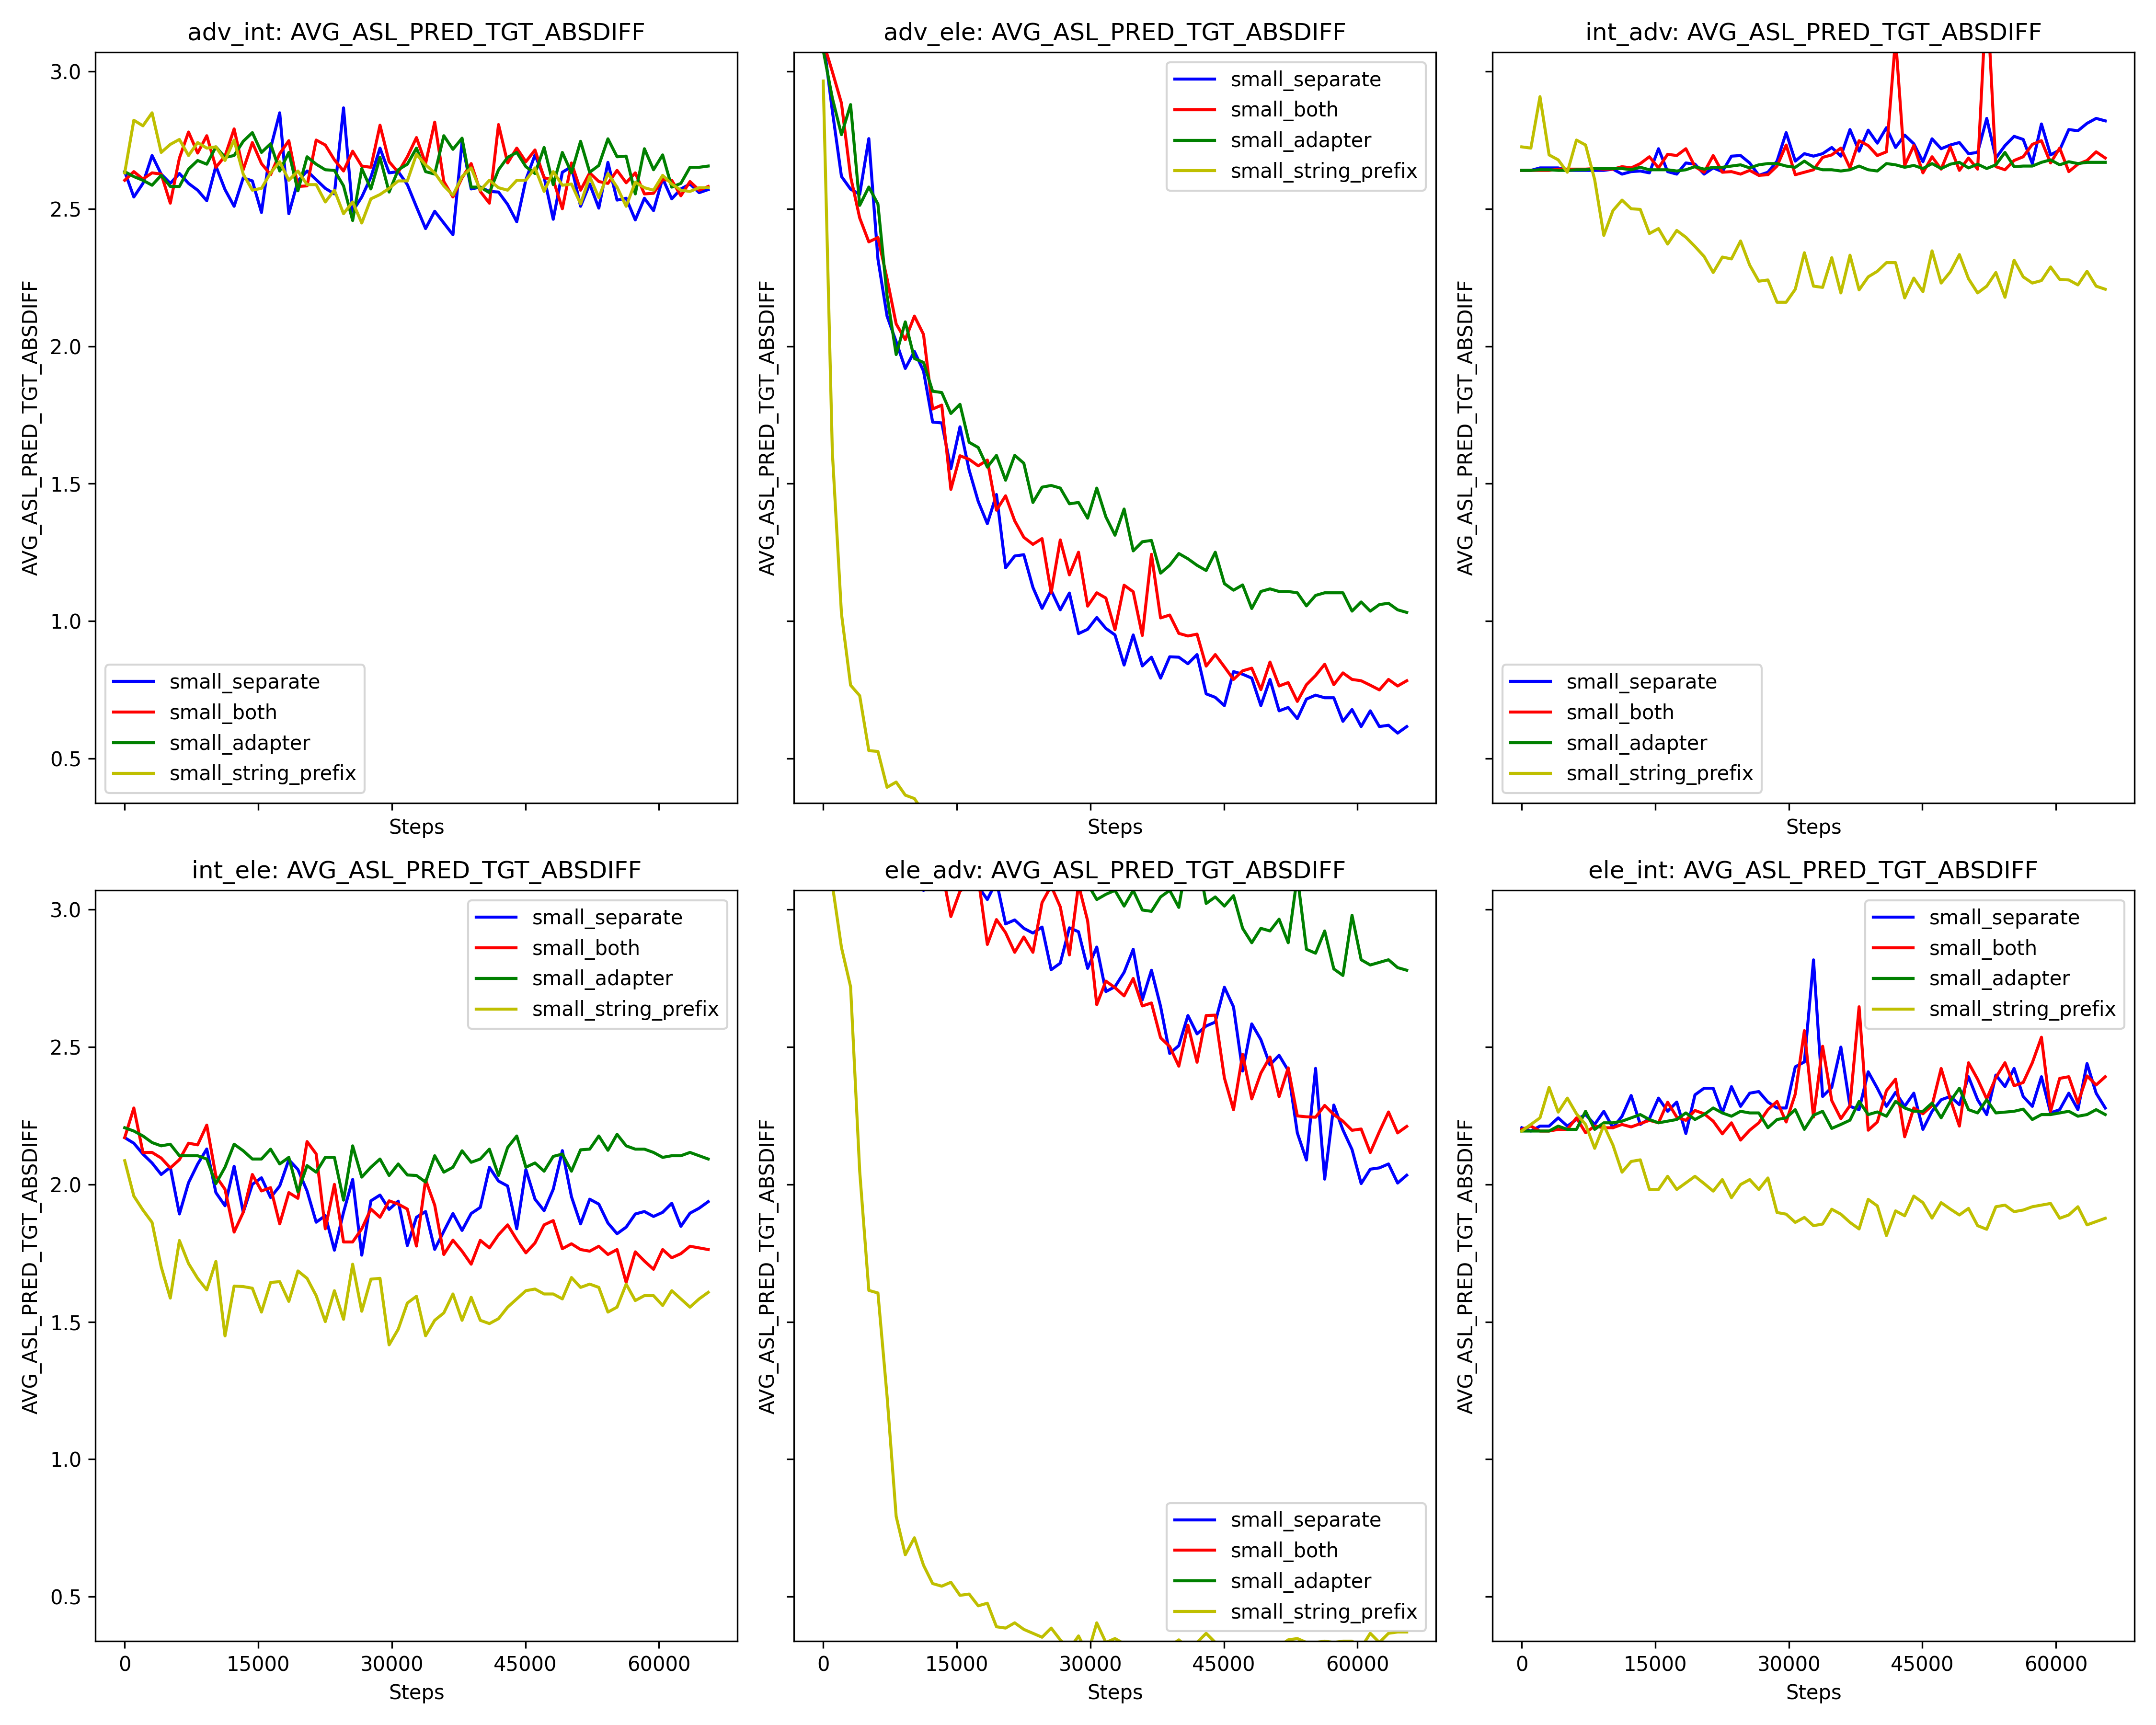 adv_int: AVG_ASL_PRED_TGT_ABSDIFF
AVG_ASL_PRED_TGT_ABSDIFF
3.0
2.5
2.0
1.5
1.0
0.5
small_separate
small_both
small_adapter
small_string_prefix
Steps
adv_ele: AVG_ASL_PRED_TGT_ABSDIFF
AVG_ASL_PRED_TGT_ABSDIFF
small_separate
small_both
small_adapter
small_string_prefix
Steps
int_adv: AVG_ASL_PRED_TGT_ABSDIFF
AVG_ASL_PRED_TGT_ABSDIFF
small_separate
small_both
small_adapter
small_string_prefix
Steps
int_ele: AVG_ASL_PRED_TGT_ABSDIFF
AVG_ASL_PRED_TGT_ABSDIFF
3.0
2.5
2.0
1.5
1.0
0.5
small_separate
small_both
small_adapter
small_string_prefix
0 15000 30000 45000 60000
Steps
ele_adv: AVG_ASL_PRED_TGT_ABSDIFF
AVG_ASL_PRED_TGT_ABSDIFF
small_separate
small_both
small_adapter
small_string_prefix
0 15000 30000 45000 60000
Steps
ele_int: AVG_ASL_PRED_TGT_ABSDIFF
AVG_ASL_PRED_TGT_ABSDIFF
small_separate
small_both
small_adapter
small_string_prefix
0 15000 30000 45000 60000
Steps